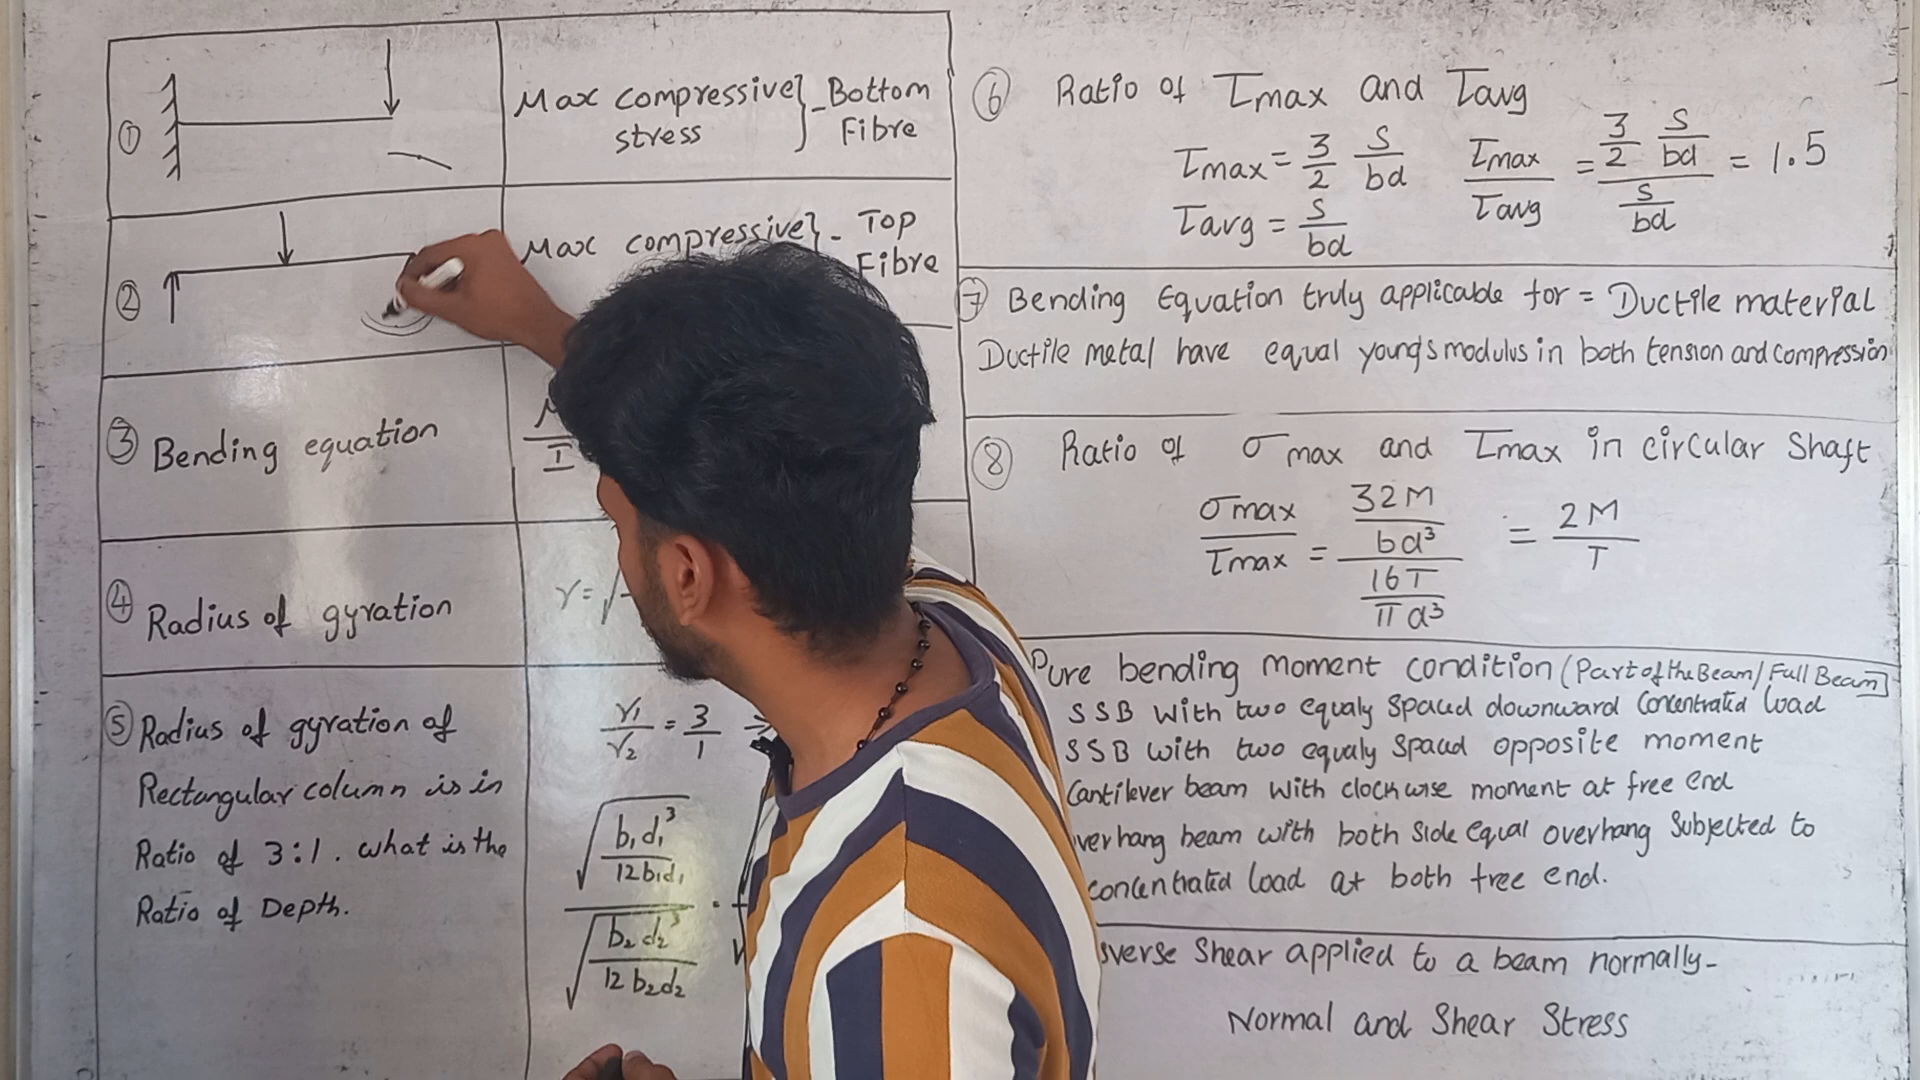 ① Max compressive stress } - Bottom Fibre
② Max compressive } - Top Fibre
③ Bending equation
I
④ Radius of gyration r = √
⑤ Radius of gyration of
Rectangular column is in
Ratio of 3:1. what is the
Ratio of Depth.
r1/r2 = 3/1 ⇒
√(b₁d₁³/12b₁d₁)
√(b₂d₂³/12b₂d₂)
⑥ Ratio of τmax and τavg
τmax = 3/2 S/bd
τavg = S/bd
τmax/τavg = (3/2 S/bd)/(S/bd) = 1.5
⑦ Bending Equation truly applicable for = Ductile material
Ductile metal have equal youngs modulus in both tension and compression
⑧ Ratio of σmax and τmax in circular Shaft
σmax/τmax = (32M/bd³)/(16T/πd³) = 2M/T
Pure bending moment condition (Part of the Beam/Full Beam)
SSB with two equaly spaced downward concentrated load
SSB with two equaly spaced opposite moment
Cantilever beam with clockwise moment at free end
verhang beam with both side equal overhang Subjected to
concentrated load at both free end.
sverse Shear applied to a beam normally-
Normal and Shear Stress